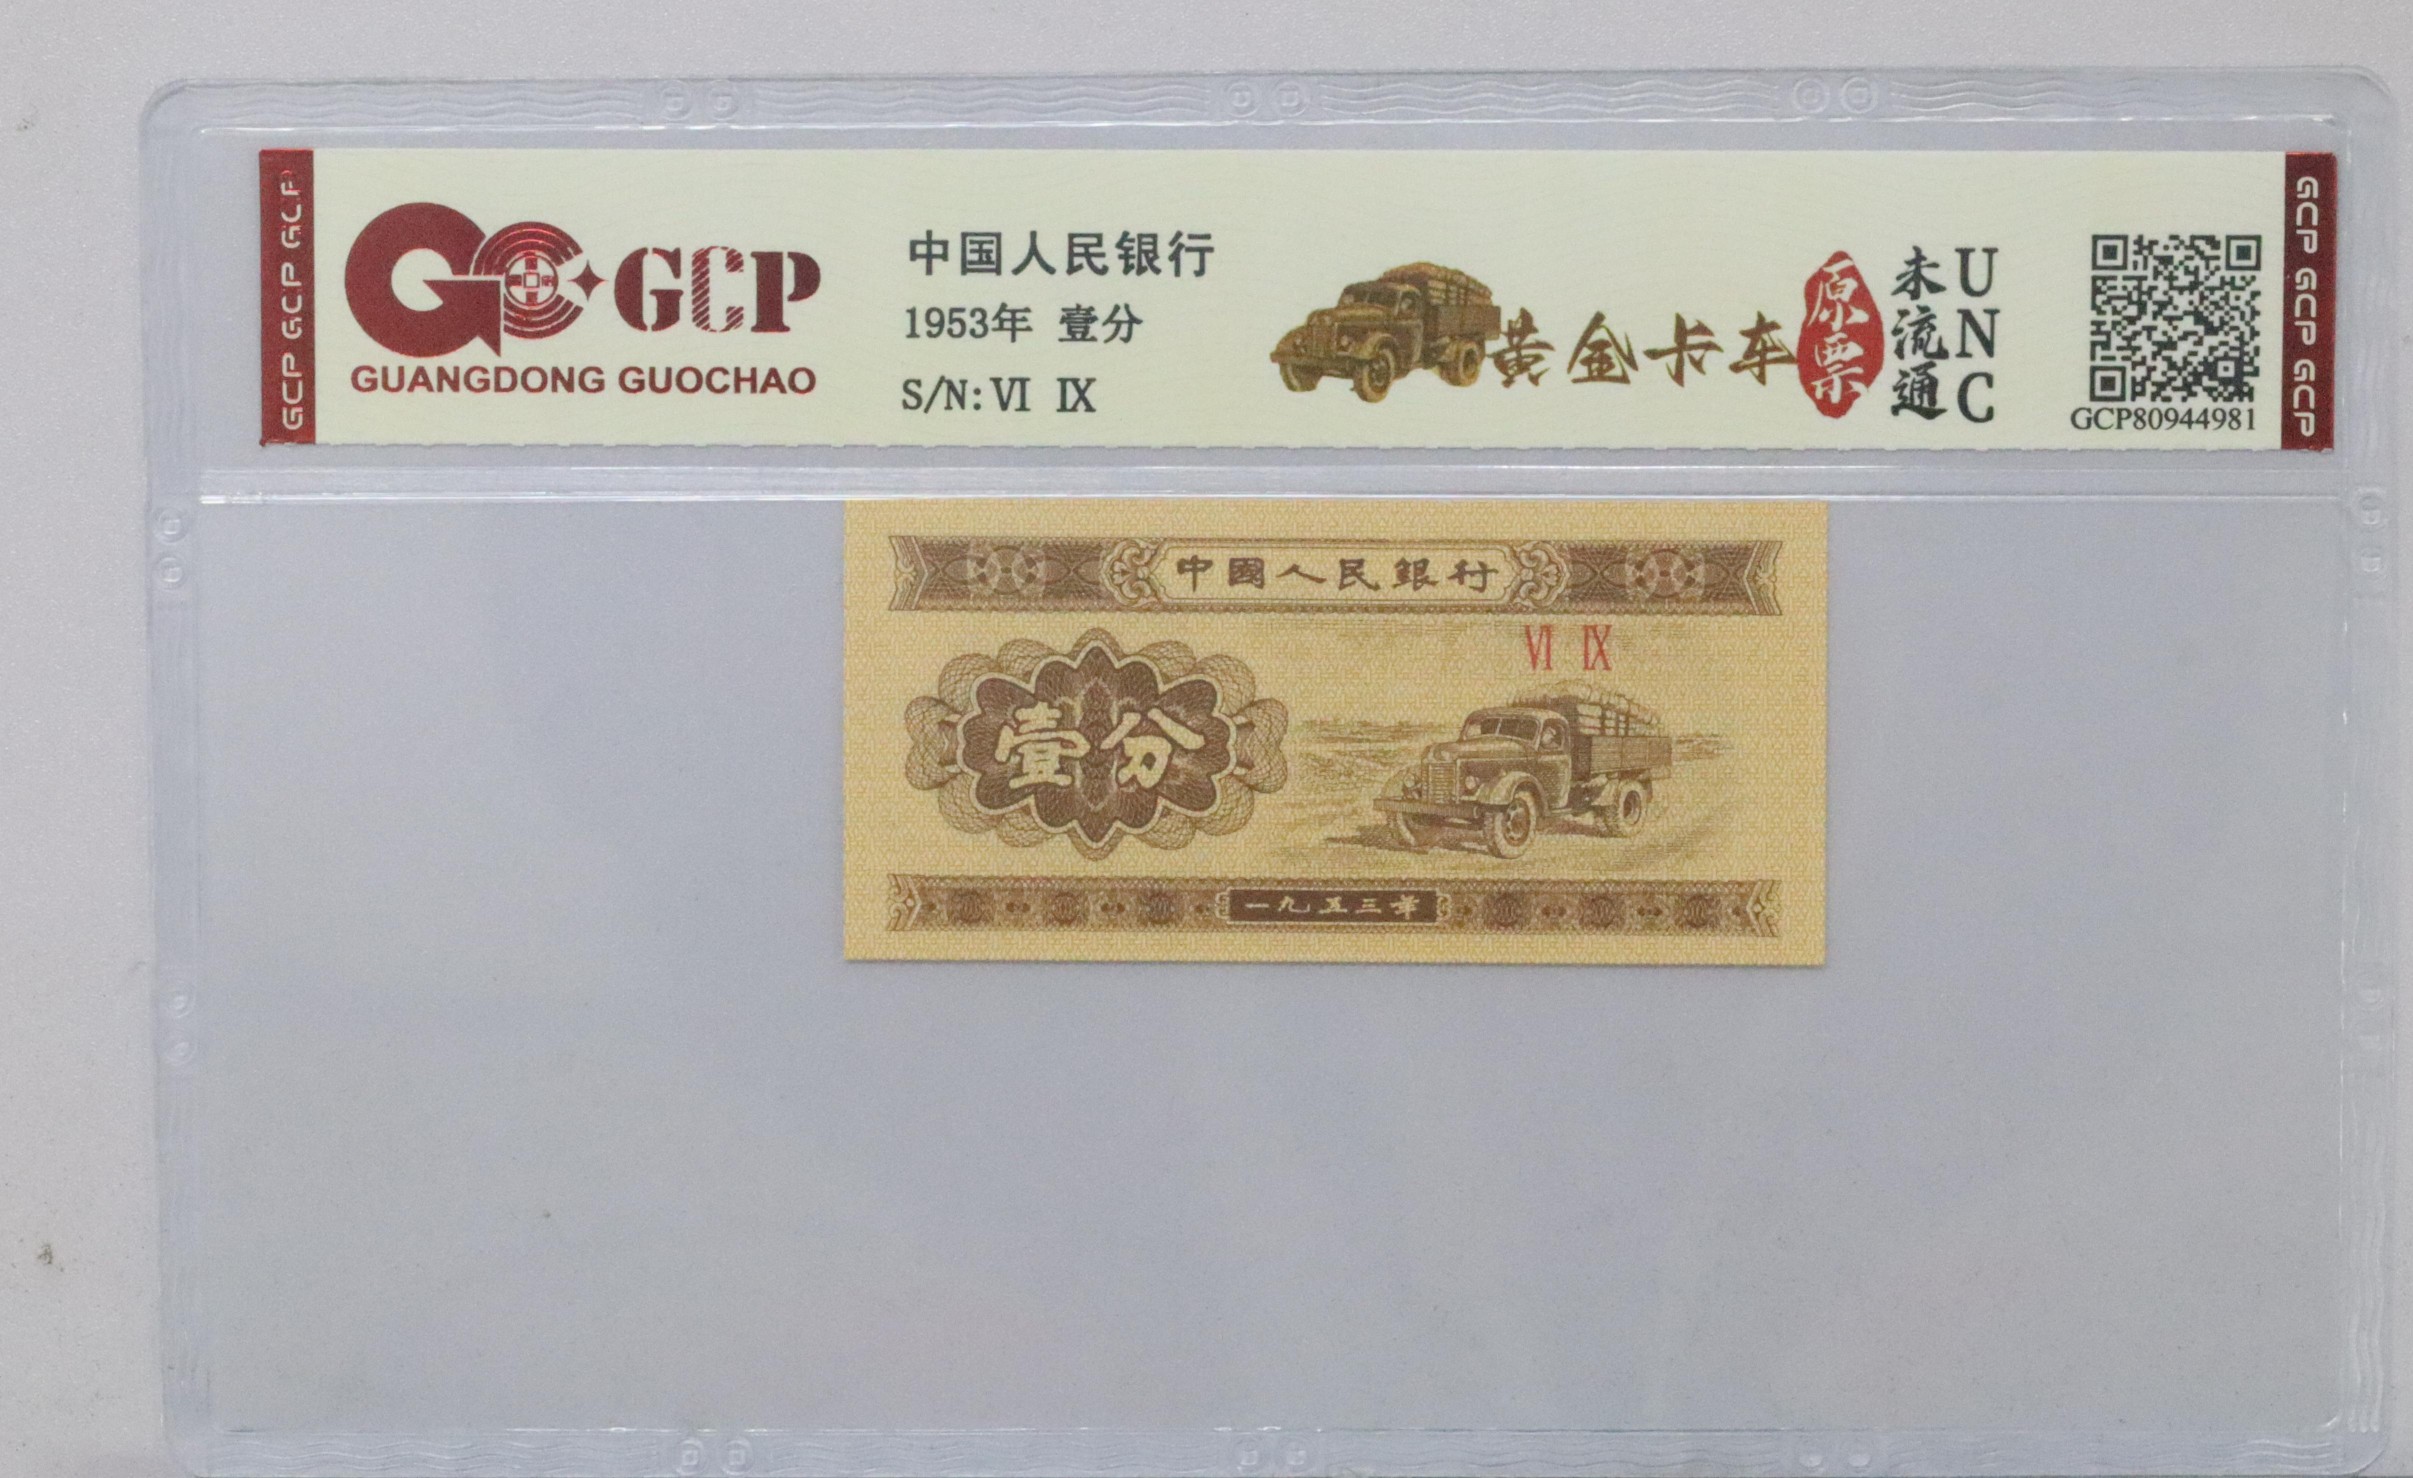 GCP GCP GCP
GCP
GUANGDONG GUOCHAO
中国人民银行
1953年 壹分
S/N: Ⅵ Ⅸ
黄金卡车
原票
未流通
UNC
GCP80944981
GCP GCP GCP
中國人民銀行
Ⅵ Ⅸ
壹分
一九五三年